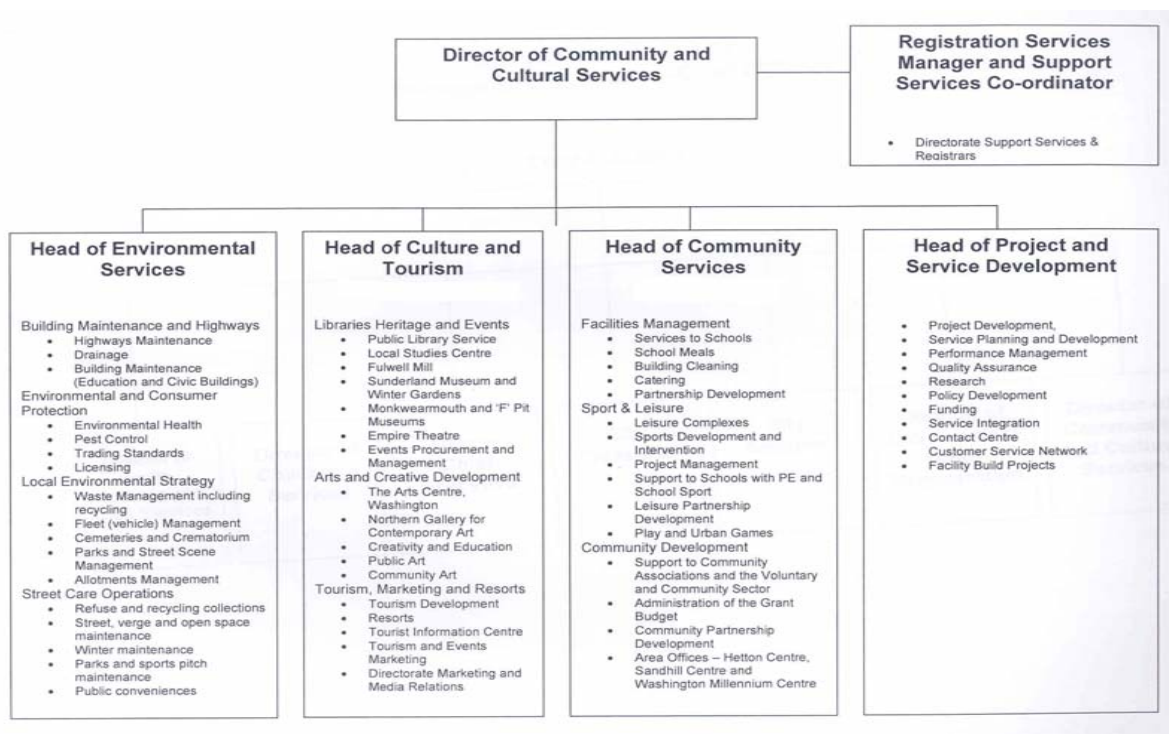 Director of Community and
Cultural Services
Registration Services
Manager and Support
Services Co-ordinator
• Directorate Support Services &
Registrars
Head of Environmental
Services
Building Maintenance and Highways
• Highways Maintenance
• Drainage
• Building Maintenance
(Education and Civic Buildings)
Environmental and Consumer
Protection
• Environmental Health
• Pest Control
• Trading Standards
• Licensing
Local Environmental Strategy
• Waste Management including
recycling
• Fleet (vehicle) Management
• Cemeteries and Crematorium
• Parks and Street Scene
Management
• Allotments Management
Street Care Operations
• Refuse and recycling collections
• Street, verge and open space
maintenance
• Winter maintenance
• Parks and sports pitch
maintenance
• Public conveniences
Head of Culture and
Tourism
Libraries Heritage and Events
• Public Library Service
• Local Studies Centre
• Fulwell Mill
• Sunderland Museum and
Winter Gardens
• Monkwearmouth and 'F' Pit
Museums
• Empire Theatre
• Events Procurement and
Management
Arts and Creative Development
• The Arts Centre,
Washington
• Northern Gallery for
Contemporary Art
• Creativity and Education
• Public Art
• Community Art
Tourism, Marketing and Resorts
• Tourism Development
• Resorts
• Tourist Information Centre
• Tourism and Events
Marketing
• Directorate Marketing and
Media Relations
Head of Community
Services
Facilities Management
• Services to Schools
• School Meals
• Building Cleaning
• Catering
• Partnership Development
Sport & Leisure
• Leisure Complexes
• Sports Development and
Intervention
• Project Management
• Support to Schools with PE and
School Sport
• Leisure Partnership
Development
• Play and Urban Games
Community Development
• Support to Community
Associations and the Voluntary
and Community Sector
• Administration of the Grant
Budget
• Community Partnership
Development
• Area Offices – Hetton Centre,
Sandhill Centre and
Washington Millennium Centre
Head of Project and
Service Development
• Project Development,
• Service Planning and Development
• Performance Management
• Quality Assurance
• Research
• Policy Development
• Funding
• Service Integration
• Contact Centre
• Customer Service Network
• Facility Build Projects